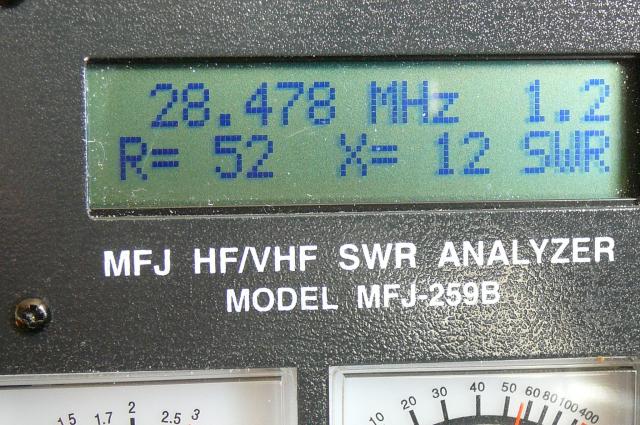 28.478 MHz 1.2
R= 52 X= 12 SWR
MFJ HF/VHF SWR ANALYZER
MODEL MFJ-259B
1.5 1.7 2 2.5 3
10 20 30 40 50 60 80 100 400